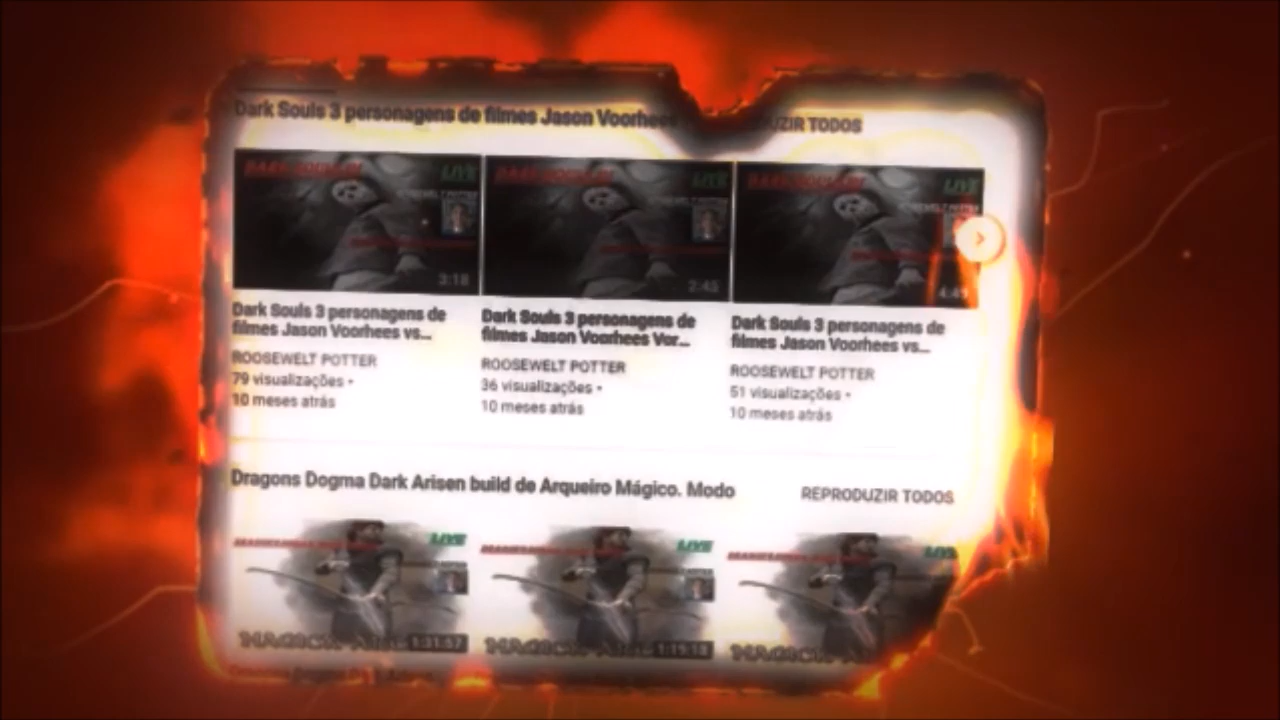 Dark Souls 3 personagens de filmes Jason Voorhees
UZIR TODOS
LIVE
3:18
LIVE
2:45
LIVE
Dark Souls 3 personagens de filmes Jason Voorhees vs...
ROOSEWELT POTTER
79 visualizações •
10 meses atrás
Dark Souls 3 personagens de filmes Jason Voorhees Vor...
ROOSEWELT POTTER
36 visualizações •
10 meses atrás
Dark Souls 3 personagens de filmes Jason Voorhees vs...
ROOSEWELT POTTER
51 visualizações •
10 meses atrás
Dragons Dogma Dark Arisen build de Arqueiro Mágico. Modo
REPRODUZIR TODOS
LIVE
1:31:57
LIVE
1:19:18
LIVE